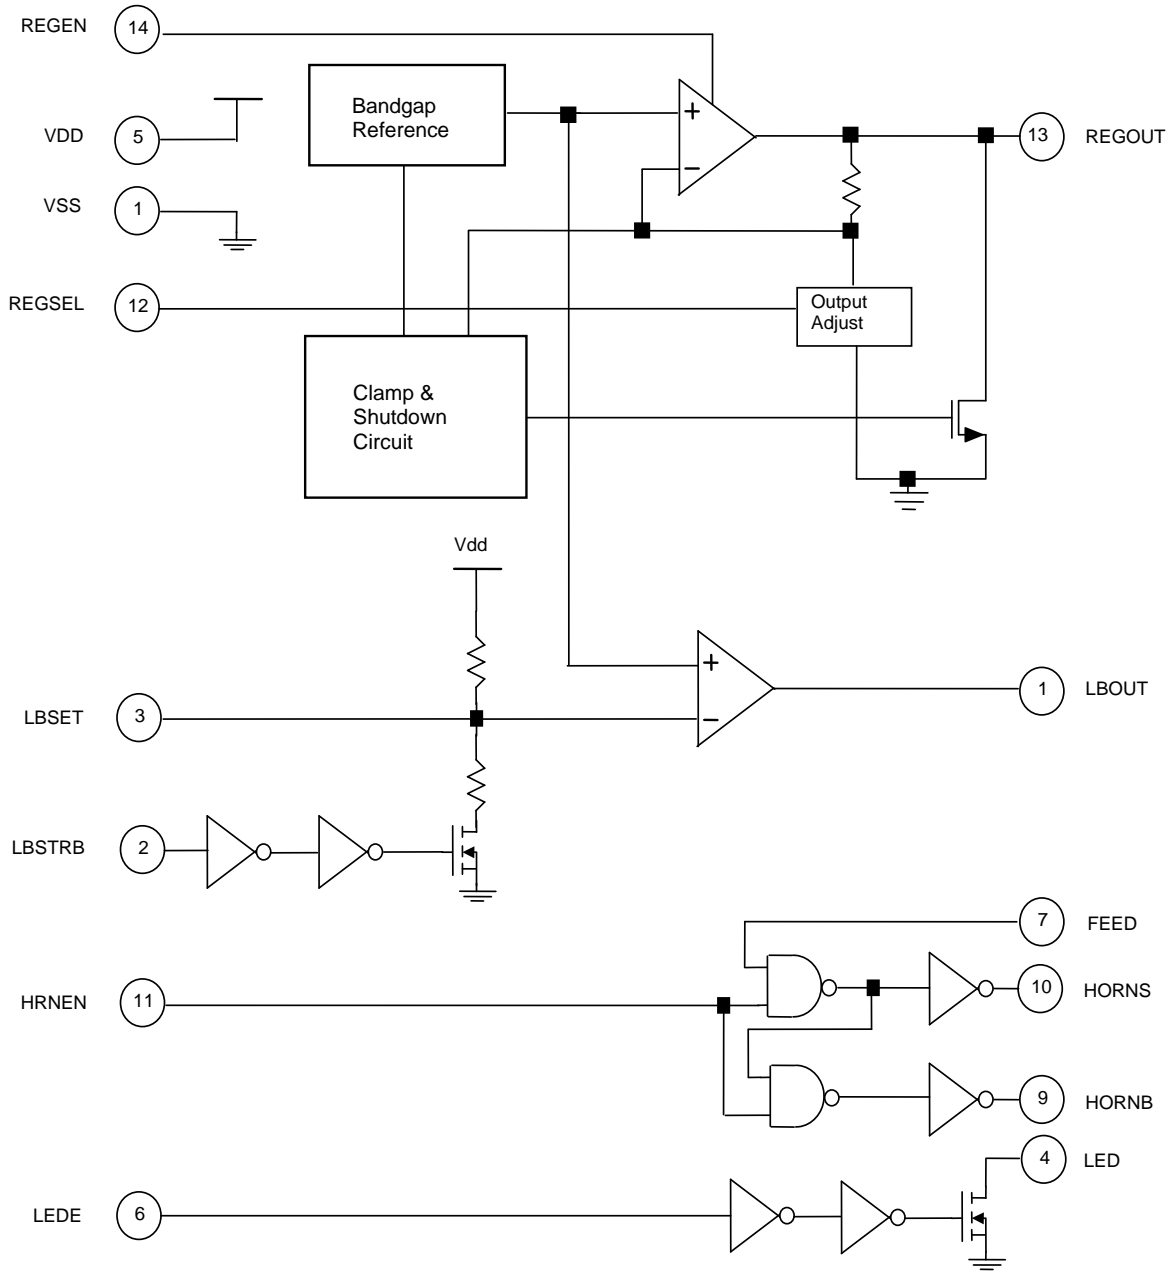 REGEN 14
Bandgap
Reference
+
−
VDD 5
13 REGOUT
VSS 1
REGSEL 12
Output
Adjust
Clamp &
Shutdown
Circuit
Vdd
+
−
1 LBOUT
LBSET 3
LBSTRB 2
7 FEED
HRNEN 11
10 HORNS
9 HORNB
4 LED
LEDE 6